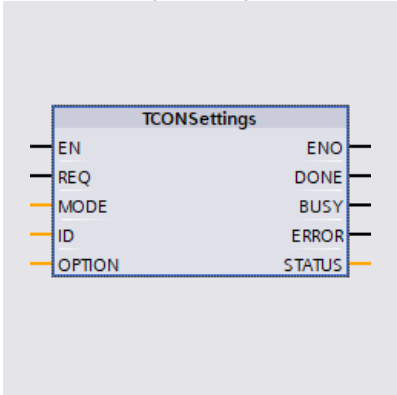 TCONSettings
EN ENO
REQ DONE
MODE BUSY
ID ERROR
OPTION STATUS